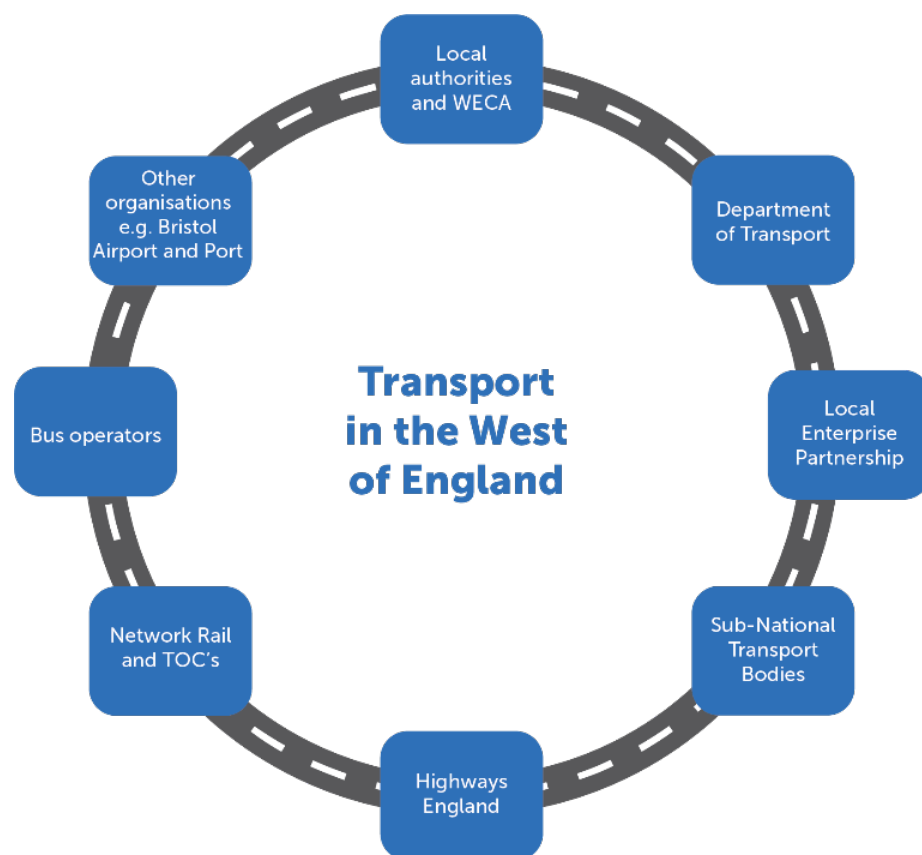 Local
authorities
and WECA
Department
of Transport
Local
Enterprise
Partnership
Sub-National
Transport
Bodies
Highways
England
Network Rail
and TOC's
Bus operators
Other
organisations
e.g. Bristol
Airport and Port
Transport
in the West
of England